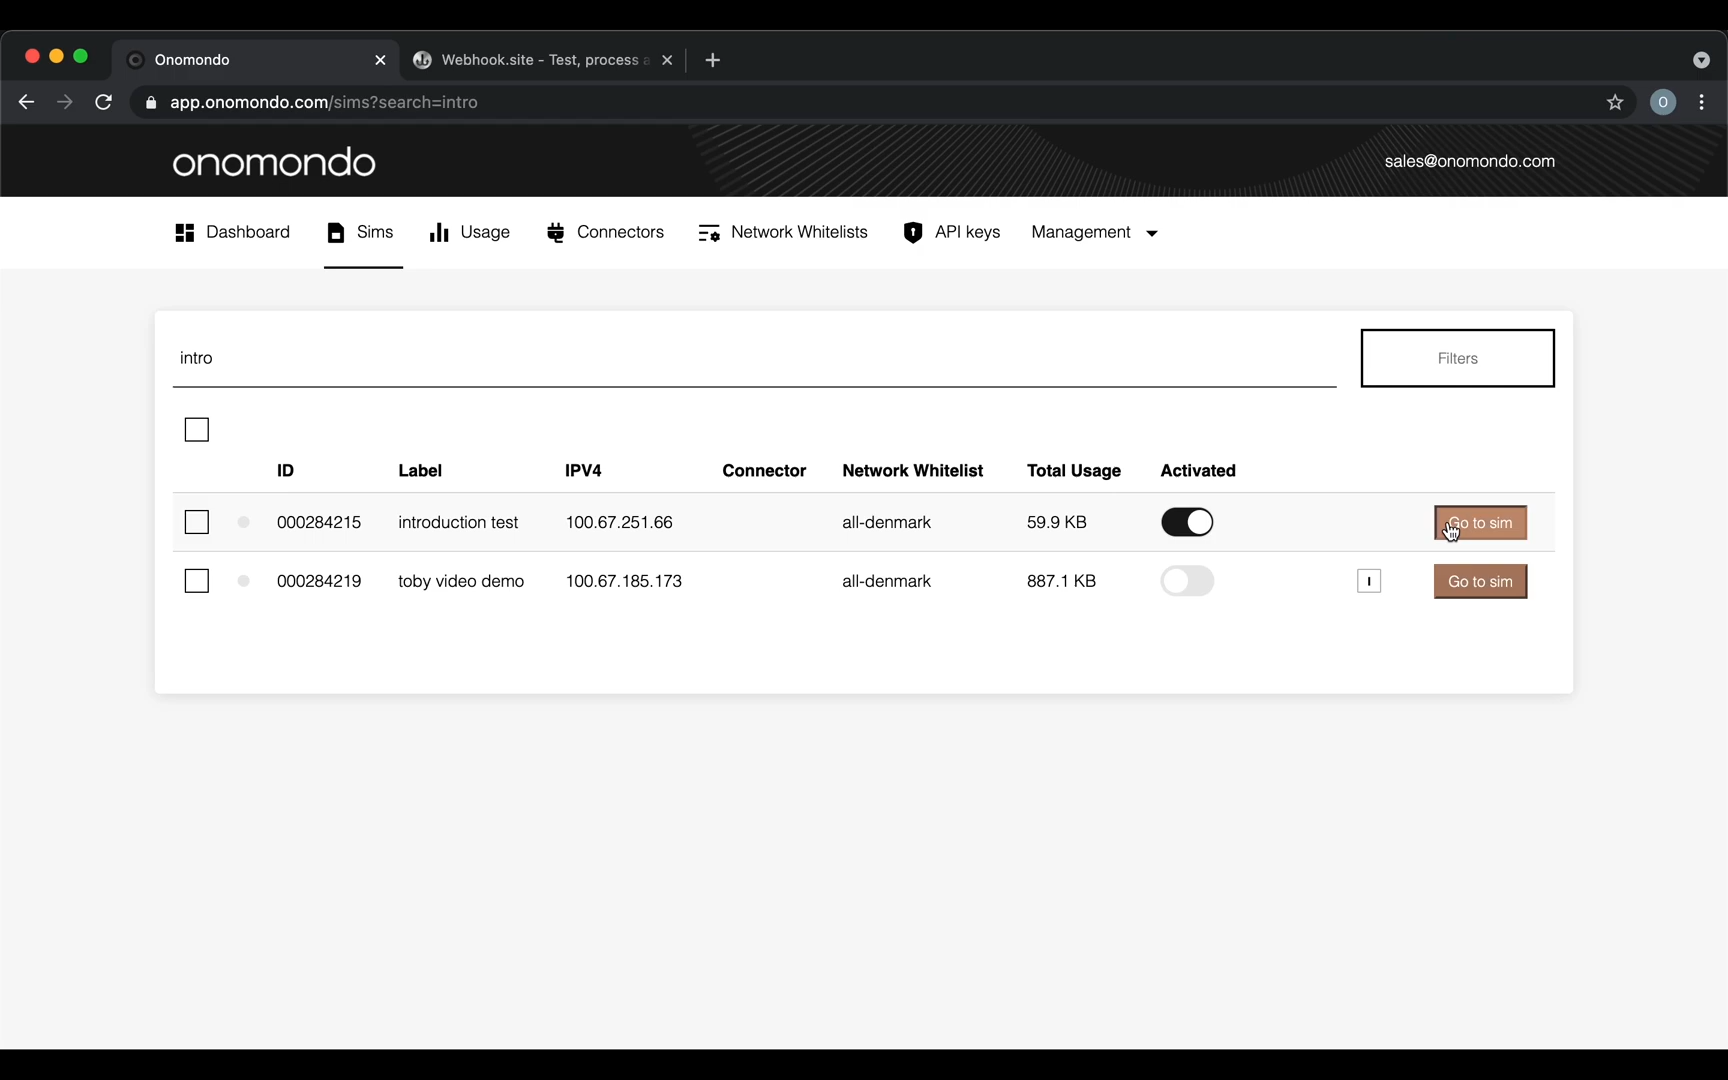 Onomondo
Webhook.site - Test, process a
app.onomondo.com/sims?search=intro
O
onomondo
sales@onomondo.com
Dashboard Sims Usage Connectors Network Whitelists API keys Management
intro
Filters
ID Label IPV4 Connector Network Whitelist Total Usage Activated
000284215 introduction test 100.67.251.66 all-denmark 59.9 KB Go to sim
000284219 toby video demo 100.67.185.173 all-denmark 887.1 KB I Go to sim